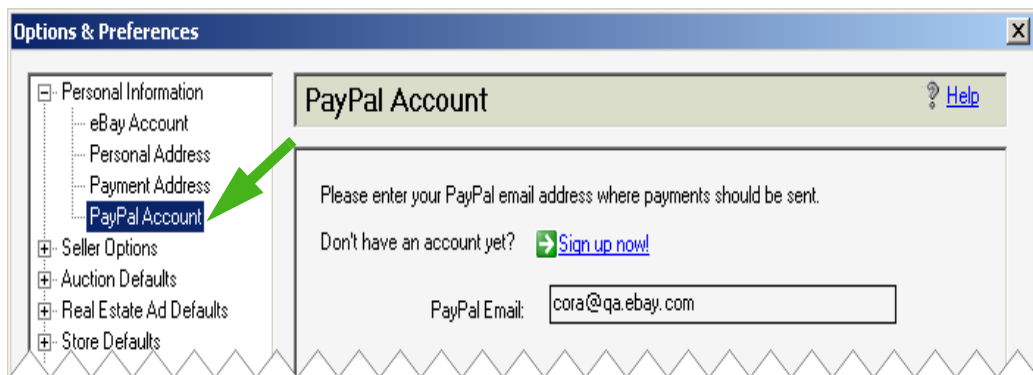 Options & Preferences
Personal Information
eBay Account
Personal Address
Payment Address
PayPal Account
Seller Options
Auction Defaults
Real Estate Ad Defaults
Store Defaults
PayPal Account
? Help
Please enter your PayPal email address where payments should be sent.
Don't have an account yet? Sign up now!
PayPal Email: cora@qa.ebay.com